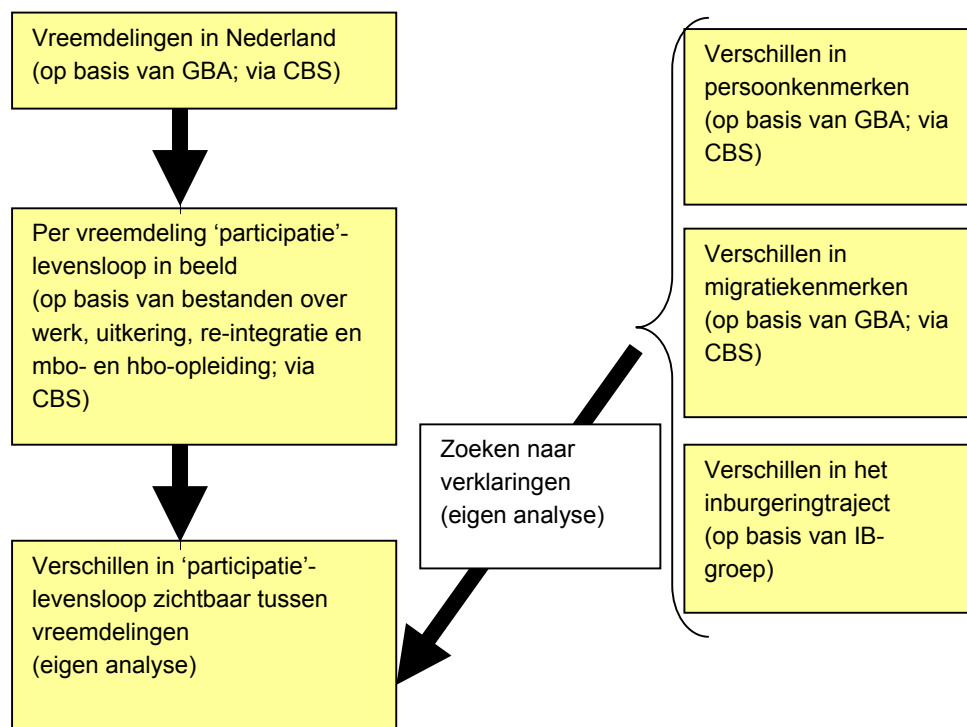 Vreemdelingen in Nederland
(op basis van GBA; via CBS)
Per vreemdeling ‘participatie’-
levensloop in beeld
(op basis van bestanden over
werk, uitkering, re-integratie en
mbo- en hbo-opleiding; via
CBS)
Verschillen in ‘participatie’-
levensloop zichtbaar tussen
vreemdelingen
(eigen analyse)
Zoeken naar
verklaringen
(eigen analyse)
Verschillen in
persoonkenmerken
(op basis van GBA; via
CBS)
Verschillen in
migratiekenmerken
(op basis van GBA; via
CBS)
Verschillen in het
inburgeringtraject
(op basis van IB-
groep)